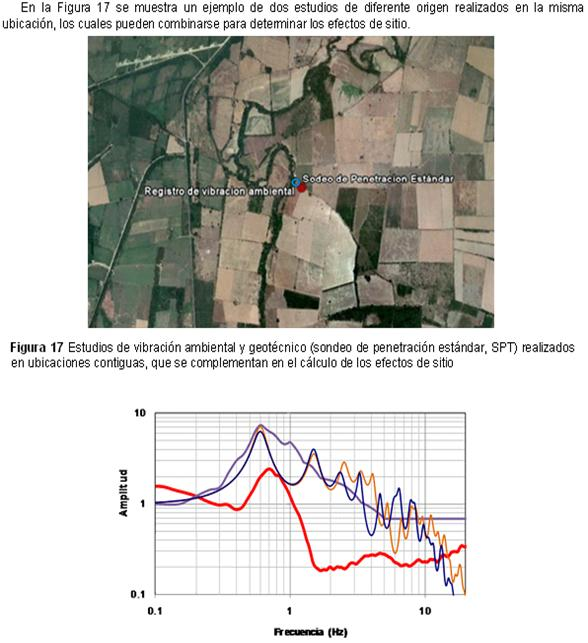 En la Figura 17 se muestra un ejemplo de dos estudios de diferente origen realizados en la misma
ubicación, los cuales pueden combinarse para determinar los efectos de sitio.
Sodeo de Penetracion Estándar
Registro de vibracion ambiental
Figura 17 Estudios de vibración ambiental y geotécnico (sondeo de penetración estándar, SPT) realizados
en ubicaciones contiguas, que se complementan en el cálculo de los efectos de sitio
10
1
0.1
Amplitud
0.1
1
10
Frecuencia (Hz)